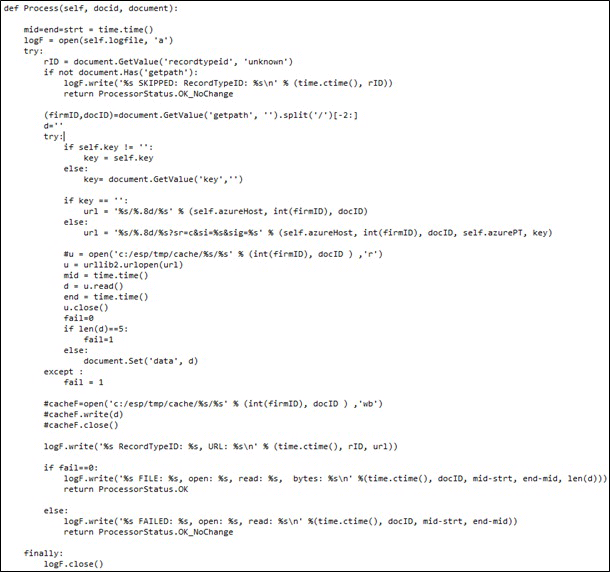 def Process(self, docid, document):
mid=end=strt = time.time()
logF = open(self.logfile, 'a')
try:
rID = document.GetValue('recordtypeid', 'unknown')
if not document.Has('getpath'):
logF.write('%s SKIPPED: RecordTypeID: %s\n' % (time.ctime(), rID))
return ProcessorStatus.OK_NoChange
(firmID,docID)=document.GetValue('getpath', '').split('/')[-2:]
d=''
try:
if self.key != '':
key = self.key
else:
key= document.GetValue('key','')
if key == '':
url = '%s/%.8d/%s' % (self.azureHost, int(firmID), docID)
else:
url = '%s/%.8d/%s?sr=c&si=%s&sig=%s' % (self.azureHost, int(firmID), docID, self.azurePT, key)
#u = open('c:/esp/tmp/cache/%s/%s' % (int(firmID), docID ) ,'r')
u = urllib2.urlopen(url)
mid = time.time()
d = u.read()
end = time.time()
u.close()
fail=0
if len(d)==5:
fail=1
else:
document.Set('data', d)
except :
fail = 1
#cacheF=open('c:/esp/tmp/cache/%s/%s' % (int(firmID), docID ) ,'wb')
#cacheF.write(d)
#cacheF.close()
logF.write('%s RecordTypeID: %s, URL: %s\n' % (time.ctime(), rID, url))
if fail==0:
logF.write('%s FILE: %s, open: %s, read: %s,  bytes: %s\n' %(time.ctime(), docID, mid-strt, end-mid, len(d)))
return ProcessorStatus.OK
else:
logF.write('%s FAILED: %s, open: %s, read: %s\n' %(time.ctime(), docID, mid-strt, end-mid))
return ProcessorStatus.OK_NoChange
finally:
logF.close()